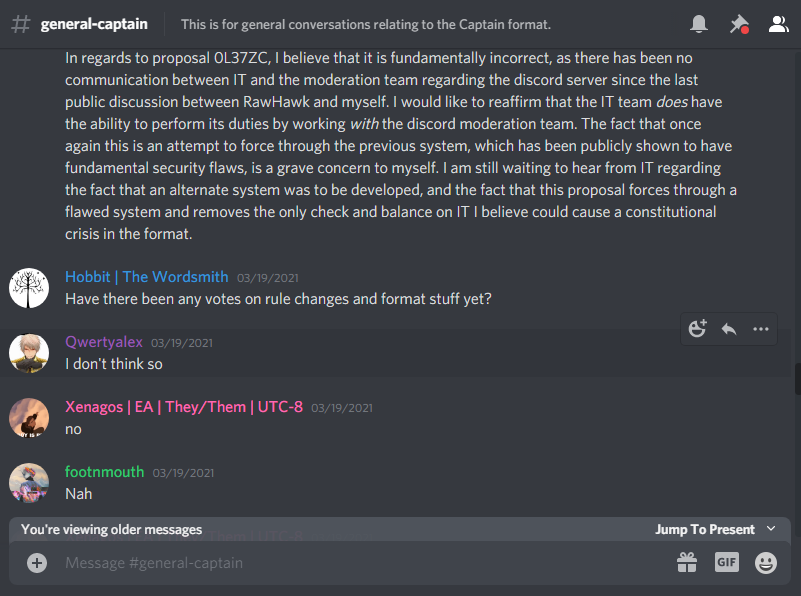 # general-captain
This is for general conversations relating to the Captain format.
In regards to proposal 0L37ZC, I believe that it is fundamentally incorrect, as there has been no
communication between IT and the moderation team regarding the discord server since the last
public discussion between RawHawk and myself. I would like to reaffirm that the IT team does have
the ability to perform its duties by working with the discord moderation team. The fact that once
again this is an attempt to force through the previous system, which has been publicly shown to have
fundamental security flaws, is a grave concern to myself. I am still waiting to hear from IT regarding
the fact that an alternate system was to be developed, and the fact that this proposal forces through a
flawed system and removes the only check and balance on IT I believe could cause a constitutional
crisis in the format.
Hobbit | The Wordsmith 03/19/2021
Have there been any votes on rule changes and format stuff yet?
Qwertyalex 03/19/2021
I don't think so
Xenagos | EA | They/Them | UTC-8 03/19/2021
no
footnmouth 03/19/2021
Nah
You're viewing older messages
Jump To Present
Message #general-captain
GIF